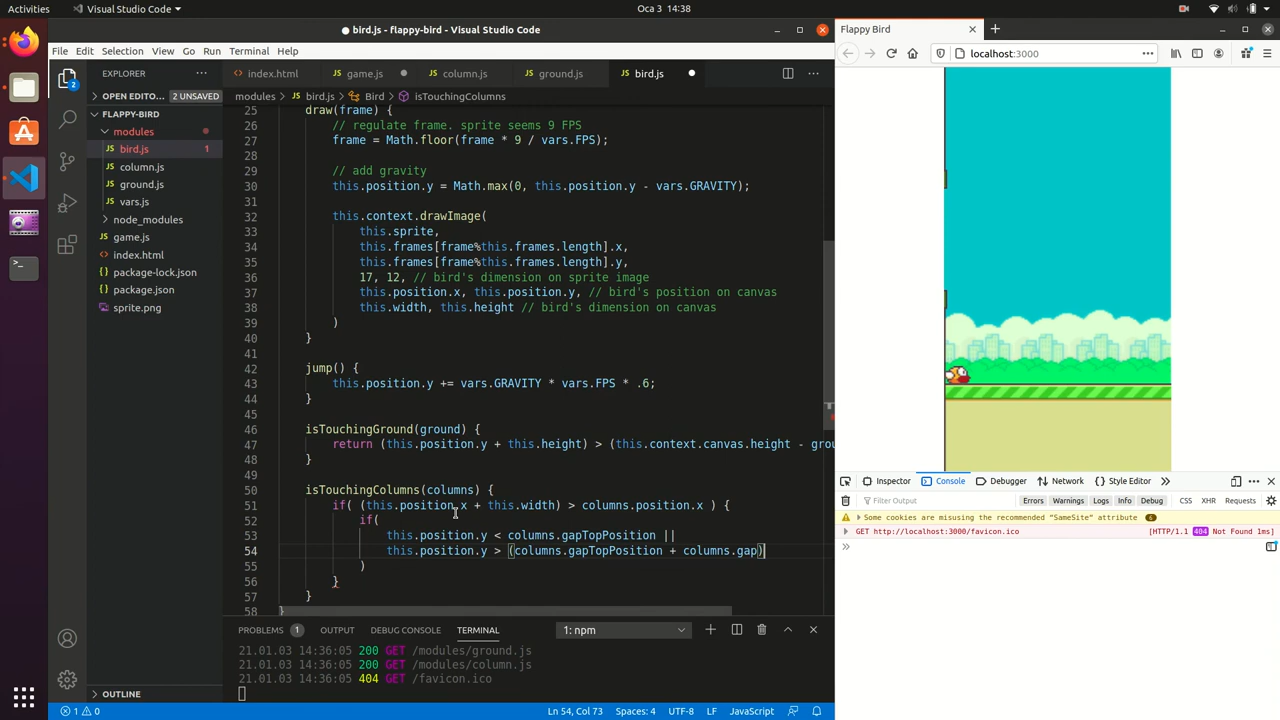 Activities
Visual Studio Code
Oca 3 14:38
bird.js - flappy-bird - Visual Studio Code
File Edit Selection View Go Run Terminal Help
EXPLORER
OPEN EDITO... 2 UNSAVED
FLAPPY-BIRD
modules
bird.js 1
column.js
ground.js
vars.js
node_modules
game.js
index.html
package-lock.json
package.json
sprite.png
OUTLINE
2
index.html
game.js
column.js
ground.js
bird.js
modules > bird.js > Bird > isTouchingColumns
25 draw(frame) {
26 // regulate frame. sprite seems 9 FPS
27 frame = Math.floor(frame * 9 / vars.FPS);
28
29 // add gravity
30 this.position.y = Math.max(0, this.position.y - vars.GRAVITY);
31
32 this.context.drawImage(
33 this.sprite,
34 this.frames[frame%this.frames.length].x,
35 this.frames[frame%this.frames.length].y,
36 17, 12, // bird's dimension on sprite image
37 this.position.x, this.position.y, // bird's position on canvas
38 this.width, this.height // bird's dimension on canvas
39 )
40 }
41
42 jump() {
43 this.position.y += vars.GRAVITY * vars.FPS * .6;
44 }
45
46 isTouchingGround(ground) {
47 return (this.position.y + this.height) > (this.context.canvas.height - grou
48 }
49
50 isTouchingColumns(columns) {
51 if( (this.position.x + this.width) > columns.position.x ) {
52 if(
53 this.position.y < columns.gapTopPosition ||
54 this.position.y > (columns.gapTopPosition + columns.gap)
55 )
56 }
57 }
58 }
PROBLEMS 1 OUTPUT DEBUG CONSOLE TERMINAL 1: npm
21.01.03 14:36:05 200 GET /modules/ground.js
21.01.03 14:36:05 200 GET /modules/column.js
21.01.03 14:36:05 404 GET /favicon.ico
1 0
Ln 54, Col 73 Spaces: 4 UTF-8 LF JavaScript
Flappy Bird
localhost:3000
Inspector Console Debugger Network Style Editor
Filter Output Errors Warnings Logs Info Debug CSS XHR Requests
Some cookies are misusing the recommended “SameSite“ attribute 6
GET http://localhost:3000/favicon.ico [HTTP/1.1 404 Not Found 1ms]